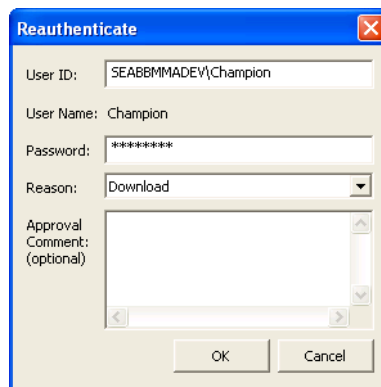 Reauthenticate
User ID: SEABBMMADEV\Champion
User Name: Champion
Password: ********
Reason: Download
Approval
Comment:
(optional)
OK Cancel